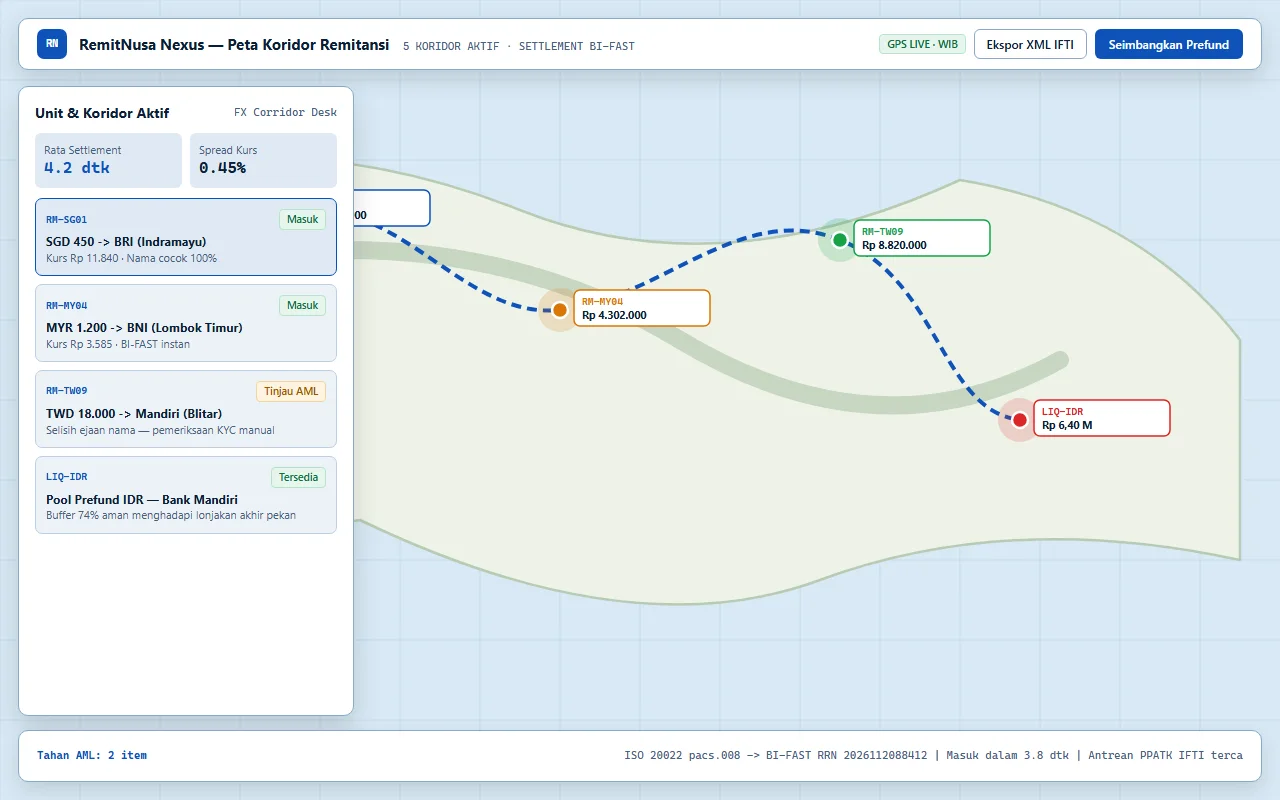 RN
RemitNusa Nexus — Peta Koridor Remitansi
5 KORIDOR AKTIF · SETTLEMENT BI-FAST
GPS LIVE · WIB
Ekspor XML IFTI
Seimbangkan Prefund
Unit & Koridor Aktif
FX Corridor Desk
Rata Settlement
4.2 dtk
Spread Kurs
0.45%
RM-SG01
Masuk
SGD 450 -> BRI (Indramayu)
Kurs Rp 11.840 · Nama cocok 100%
RM-MY04
Masuk
MYR 1.200 -> BNI (Lombok Timur)
Kurs Rp 3.585 · BI-FAST instan
RM-TW09
Tinjau AML
TWD 18.000 -> Mandiri (Blitar)
Selisih ejaan nama — pemeriksaan KYC manual
LIQ-IDR
Tersedia
Pool Prefund IDR — Bank Mandiri
Buffer 74% aman menghadapi lonjakan akhir pekan
00
RM-MY04
Rp 4.302.000
RM-TW09
Rp 8.820.000
LIQ-IDR
Rp 6,40 M
Tahan AML: 2 item
ISO 20022 pacs.008 -> BI-FAST RRN 2026112088412 | Masuk dalam 3.8 dtk | Antrean PPATK IFTI terca